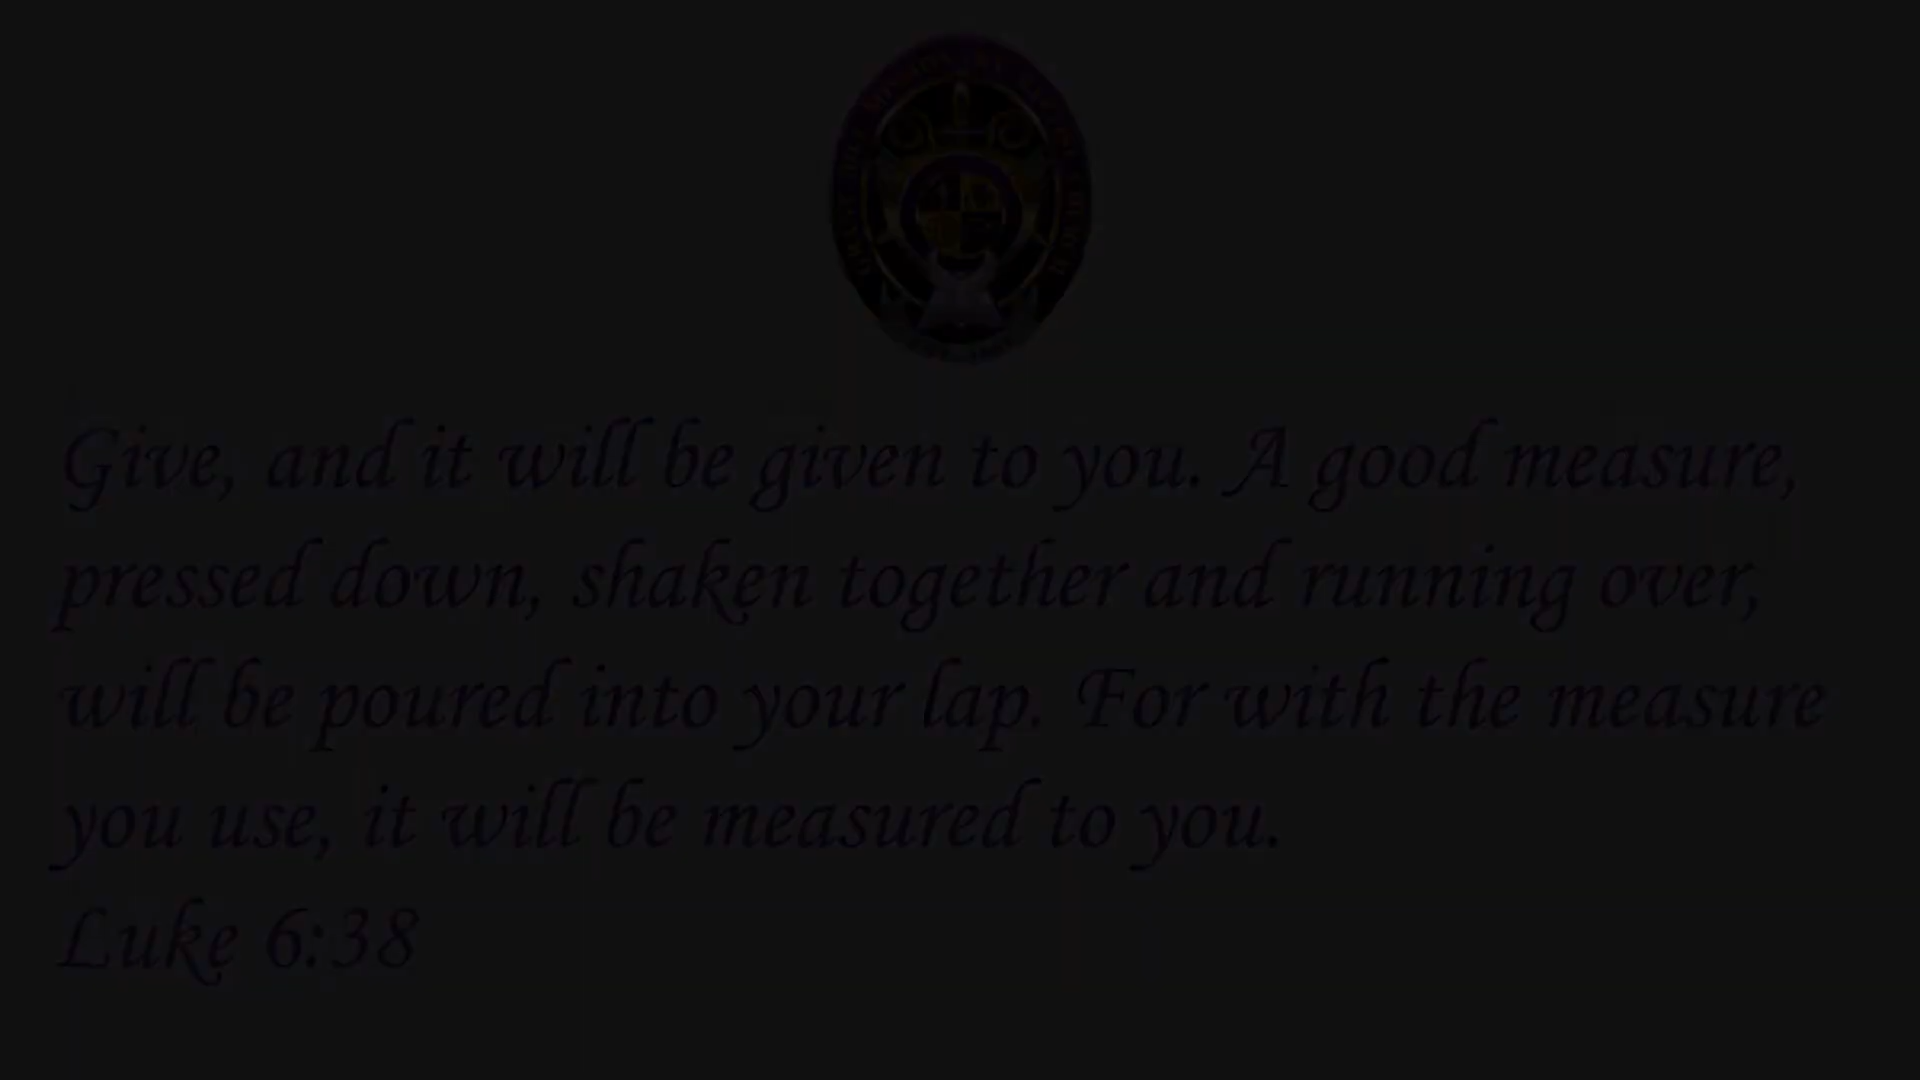 Give, and it will be given to you. A good measure,
pressed down, shaken together and running over,
will be poured into your lap. For with the measure
you use, it will be measured to you.
Luke 6:38